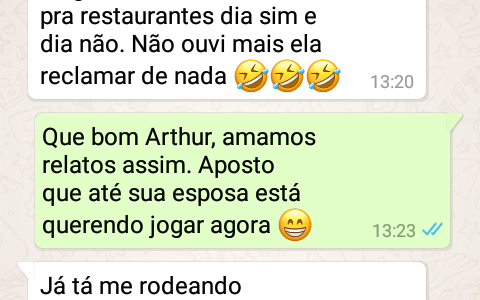 pra restaurantes dia sim e
dia não. Não ouvi mais ela
reclamar de nada 🤣🤣🤣
13:20
Que bom Arthur, amamos
relatos assim. Aposto
que até sua esposa está
querendo jogar agora 😁
13:23
Já tá me rodeando